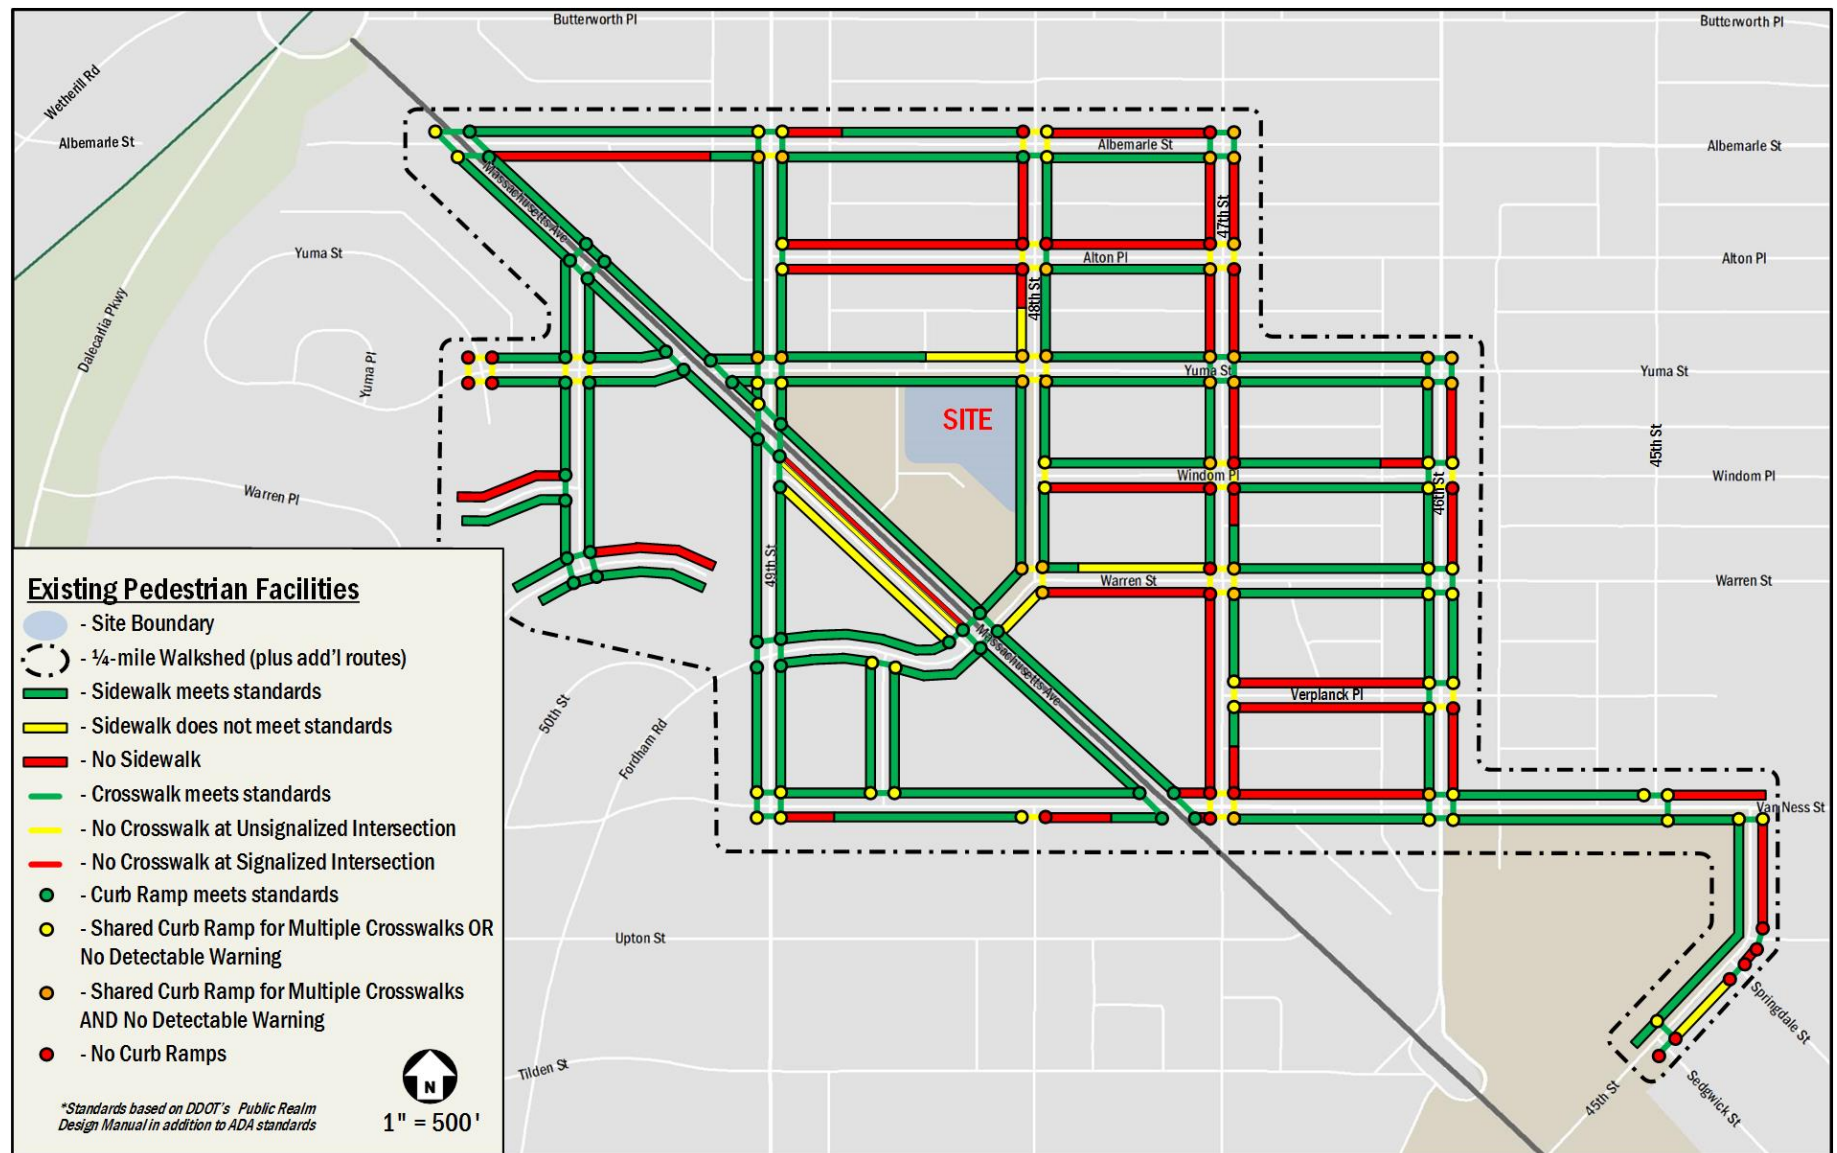 Butterworth Pl
Butterworth Pl
Wetherill Rd
Albemarle St
Albemarle St
Albemarle St
Massachusetts Ave
47th St
Yuma St
Alton Pl
Alton Pl
Dalecarlia Pkwy
48th St
Yuma Pl
Yuma St
Yuma St
SITE
45th St
Warren Pl
Windom Pl
Windom Pl
46th St
49th St
Warren St
Warren St
Massachusetts Ave
Verplanck Pl
50th St
Fordham Rd
Van Ness St
Upton St
Springdale St
Tilden St
45th St
Sedgwick St
Existing Pedestrian Facilities
- Site Boundary
- ¼-mile Walkshed (plus add'l routes)
- Sidewalk meets standards
- Sidewalk does not meet standards
- No Sidewalk
- Crosswalk meets standards
- No Crosswalk at Unsignalized Intersection
- No Crosswalk at Signalized Intersection
- Curb Ramp meets standards
- Shared Curb Ramp for Multiple Crosswalks OR
No Detectable Warning
- Shared Curb Ramp for Multiple Crosswalks
AND No Detectable Warning
- No Curb Ramps
N
*Standards based on DDOT's Public Realm
Design Manual in addition to ADA standards
1" = 500'